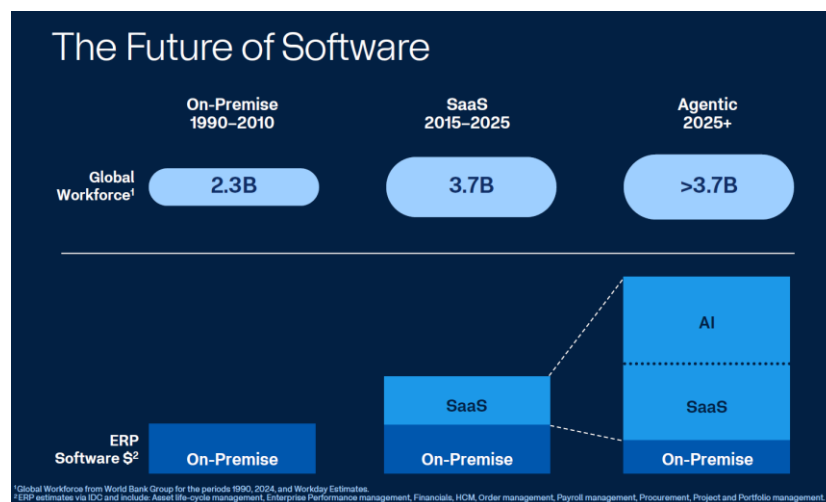 The Future of Software
On-Premise
1990–2010
SaaS
2015–2025
Agentic
2025+
Global
Workforce¹
2.3B
3.7B
>3.7B
AI
SaaS
SaaS
ERP
Software $²
On-Premise
On-Premise
On-Premise
¹Global Workforce from World Bank Group for the periods 1990, 2024, and Workday Estimates.
²ERP estimates via IDC and include: Asset life-cycle management, Enterprise Performance management, Financials, HCM, Order management, Payroll management, Procurement, Project and Portfolio management